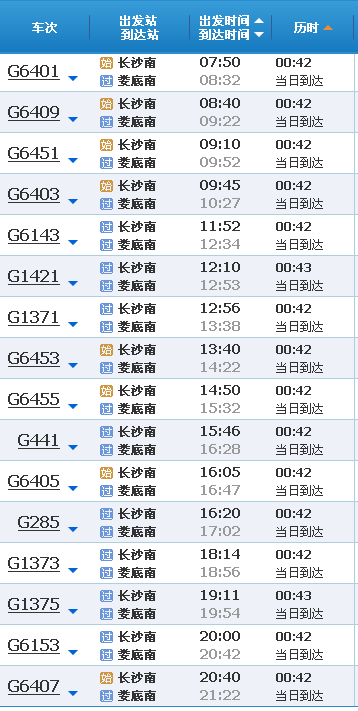 车次 出发站 出发时间 历时
到达站 到达时间
G6401 始 长沙南 07:50 00:42
过 娄底南 08:32 当日到达
G6409 始 长沙南 08:40 00:42
过 娄底南 09:22 当日到达
G6451 始 长沙南 09:10 00:42
过 娄底南 09:52 当日到达
G6403 始 长沙南 09:45 00:42
过 娄底南 10:27 当日到达
G6143 过 长沙南 11:52 00:42
过 娄底南 12:34 当日到达
G1421 过 长沙南 12:10 00:43
过 娄底南 12:53 当日到达
G1371 过 长沙南 12:56 00:42
过 娄底南 13:38 当日到达
G6453 始 长沙南 13:40 00:42
过 娄底南 14:22 当日到达
G6455 始 长沙南 14:50 00:42
过 娄底南 15:32 当日到达
G441 过 长沙南 15:46 00:42
过 娄底南 16:28 当日到达
G6405 始 长沙南 16:05 00:42
过 娄底南 16:47 当日到达
G285 过 长沙南 16:20 00:42
过 娄底南 17:02 当日到达
G1373 过 长沙南 18:14 00:42
过 娄底南 18:56 当日到达
G1375 过 长沙南 19:11 00:43
过 娄底南 19:54 当日到达
G6153 过 长沙南 20:00 00:42
过 娄底南 20:42 当日到达
G6407 始 长沙南 20:40 00:42
过 娄底南 21:22 当日到达